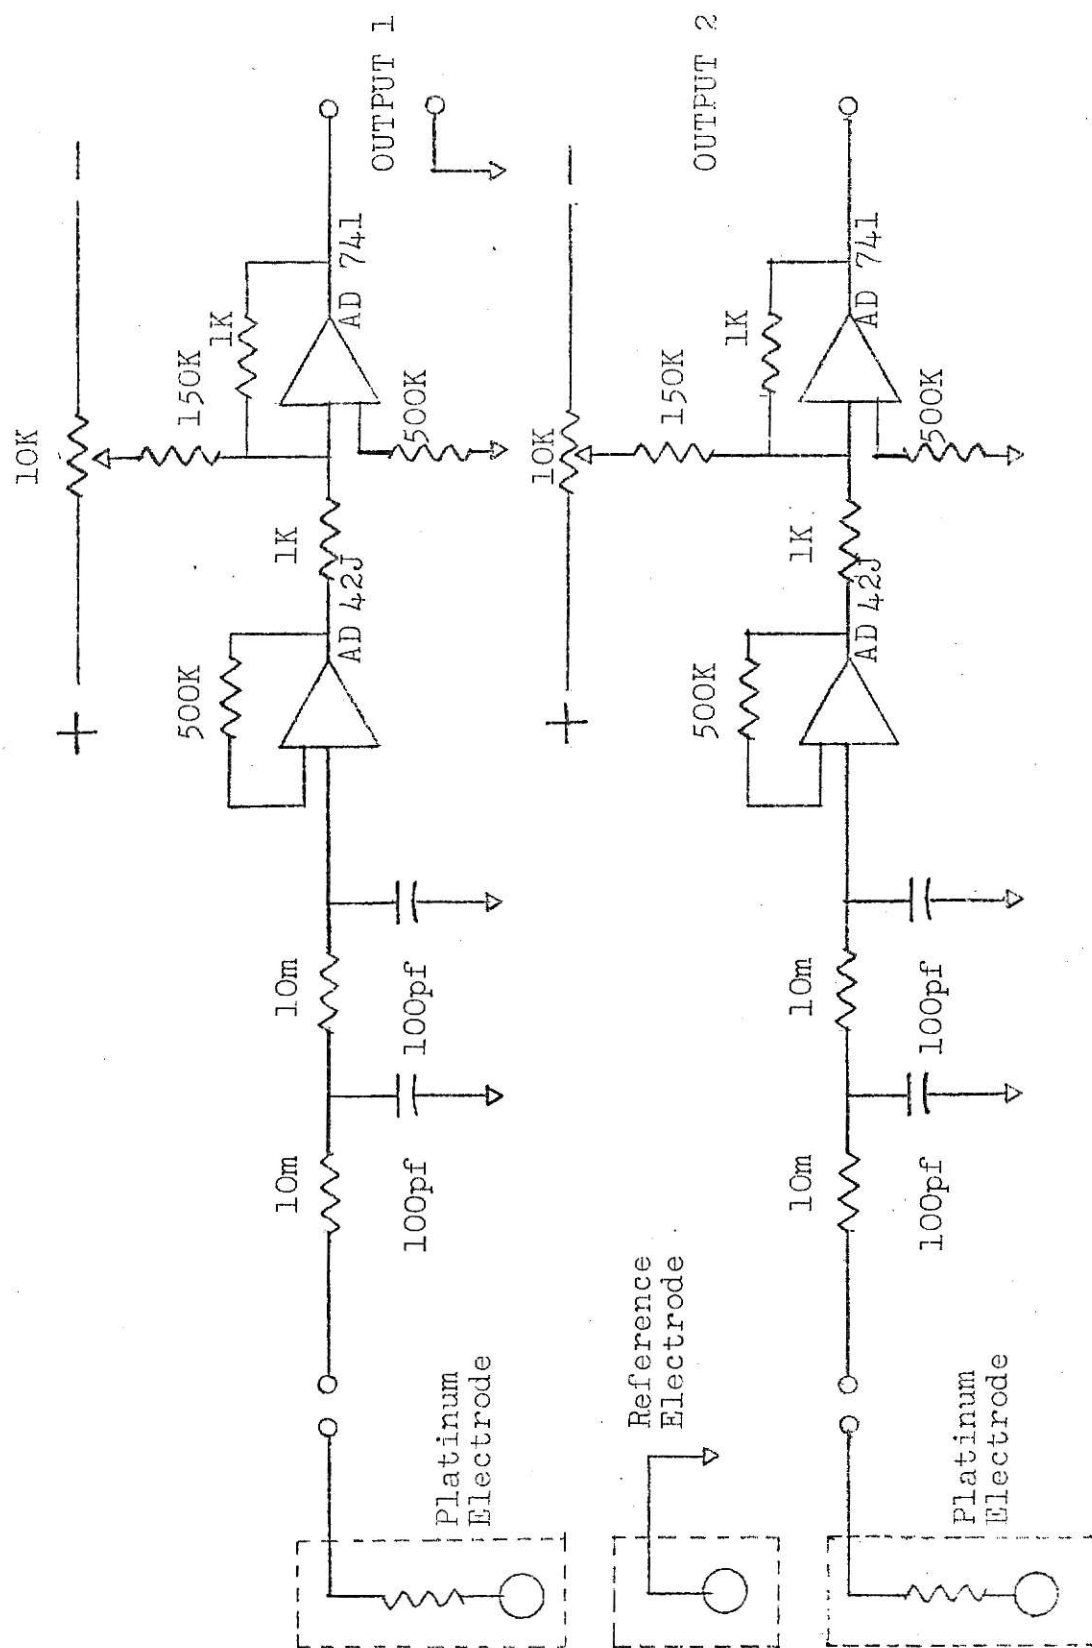 10K
+
-
150K
1K
500K
1K
10m
10m
100pf
100pf
AD 42J
AD 741
500K
OUTPUT 1
Platinum
Electrode
Reference
Electrode
10K
+
-
150K
1K
500K
1K
10m
10m
100pf
100pf
AD 42J
AD 741
500K
OUTPUT 2
Platinum
Electrode